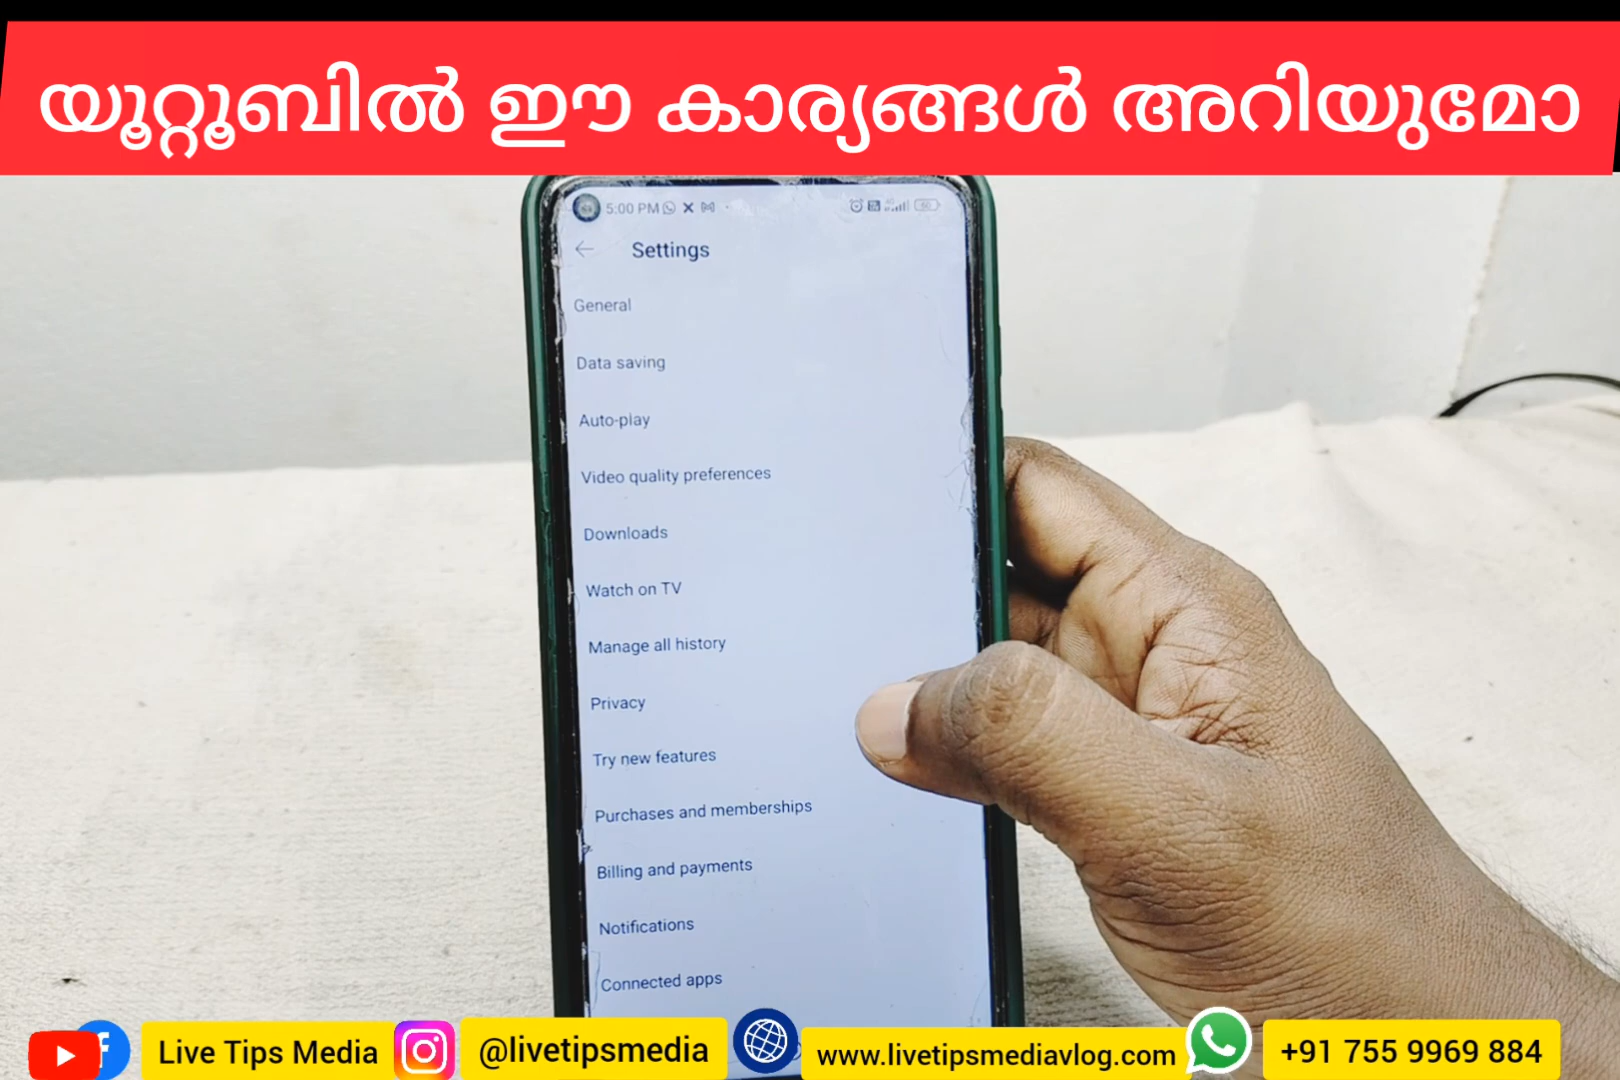 യൂറ്റൂബിൽ ഈ കാര്യങ്ങൾ അറിയുമോ
5:00 PM
60
Settings
General
Data saving
Auto-play
Video quality preferences
Downloads
Watch on TV
Manage all history
Privacy
Try new features
Purchases and memberships
Billing and payments
Notifications
Connected apps
Live Tips Media
@livetipsmedia
www.livetipsmediavlog.com
+91 755 9969 884